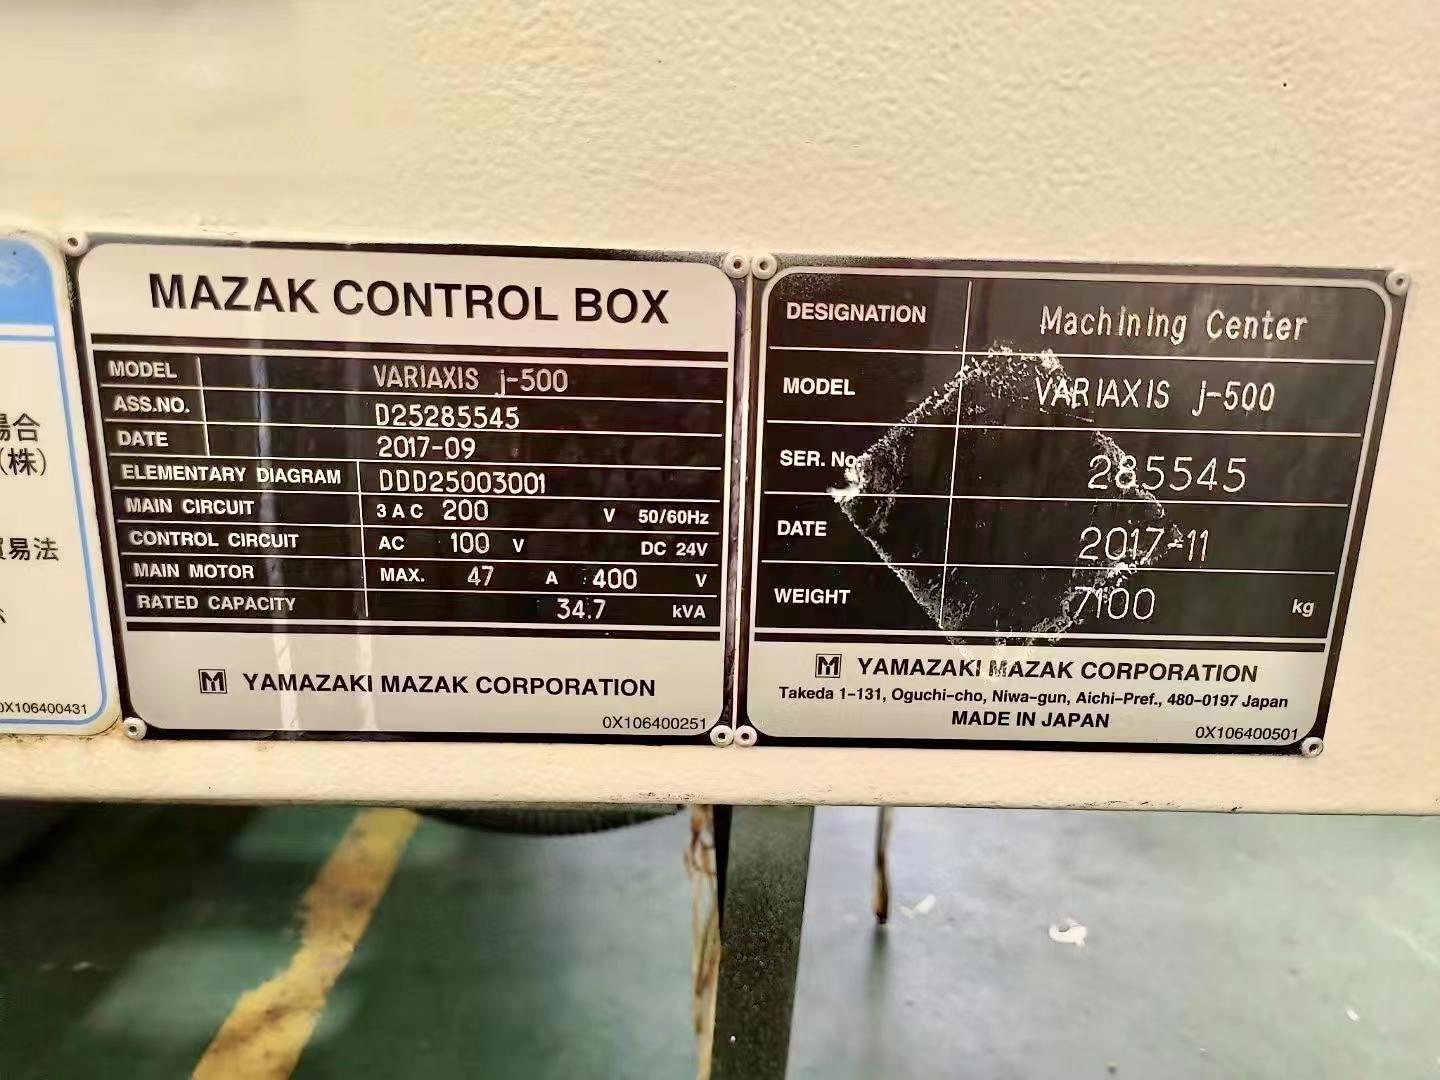 場合
(株)
貿易法
0X106400431
MAZAK CONTROL BOX
MODEL VARIAXIS j-500
ASS.NO. D25285545
DATE 2017-09
ELEMENTARY DIAGRAM DDD25003001
MAIN CIRCUIT 3 A C 200 V 50/60Hz
CONTROL CIRCUIT AC 100 V DC 24V
MAIN MOTOR MAX. 47 A 400 V
RATED CAPACITY 34.7 kVA
YAMAZAKI MAZAK CORPORATION
0X106400251
DESIGNATION Machining Center
MODEL VARIAXIS j-500
SER. No. 285545
DATE 2017-11
WEIGHT 7100 kg
YAMAZAKI MAZAK CORPORATION
Takeda 1-131, Oguchi-cho, Niwa-gun, Aichi-Pref., 480-0197 Japan
MADE IN JAPAN
0X106400501